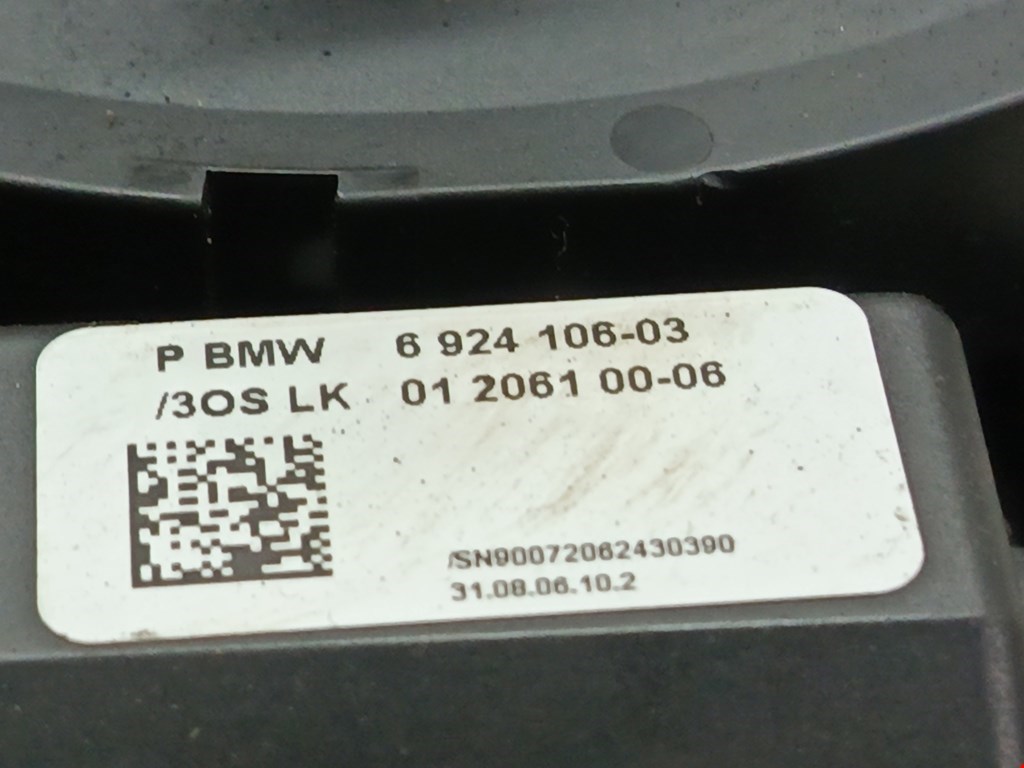 P BMW 6 924 106-03
/3OS LK 01 2061 00-06
/SN90072062430390
31.08.06.10.2